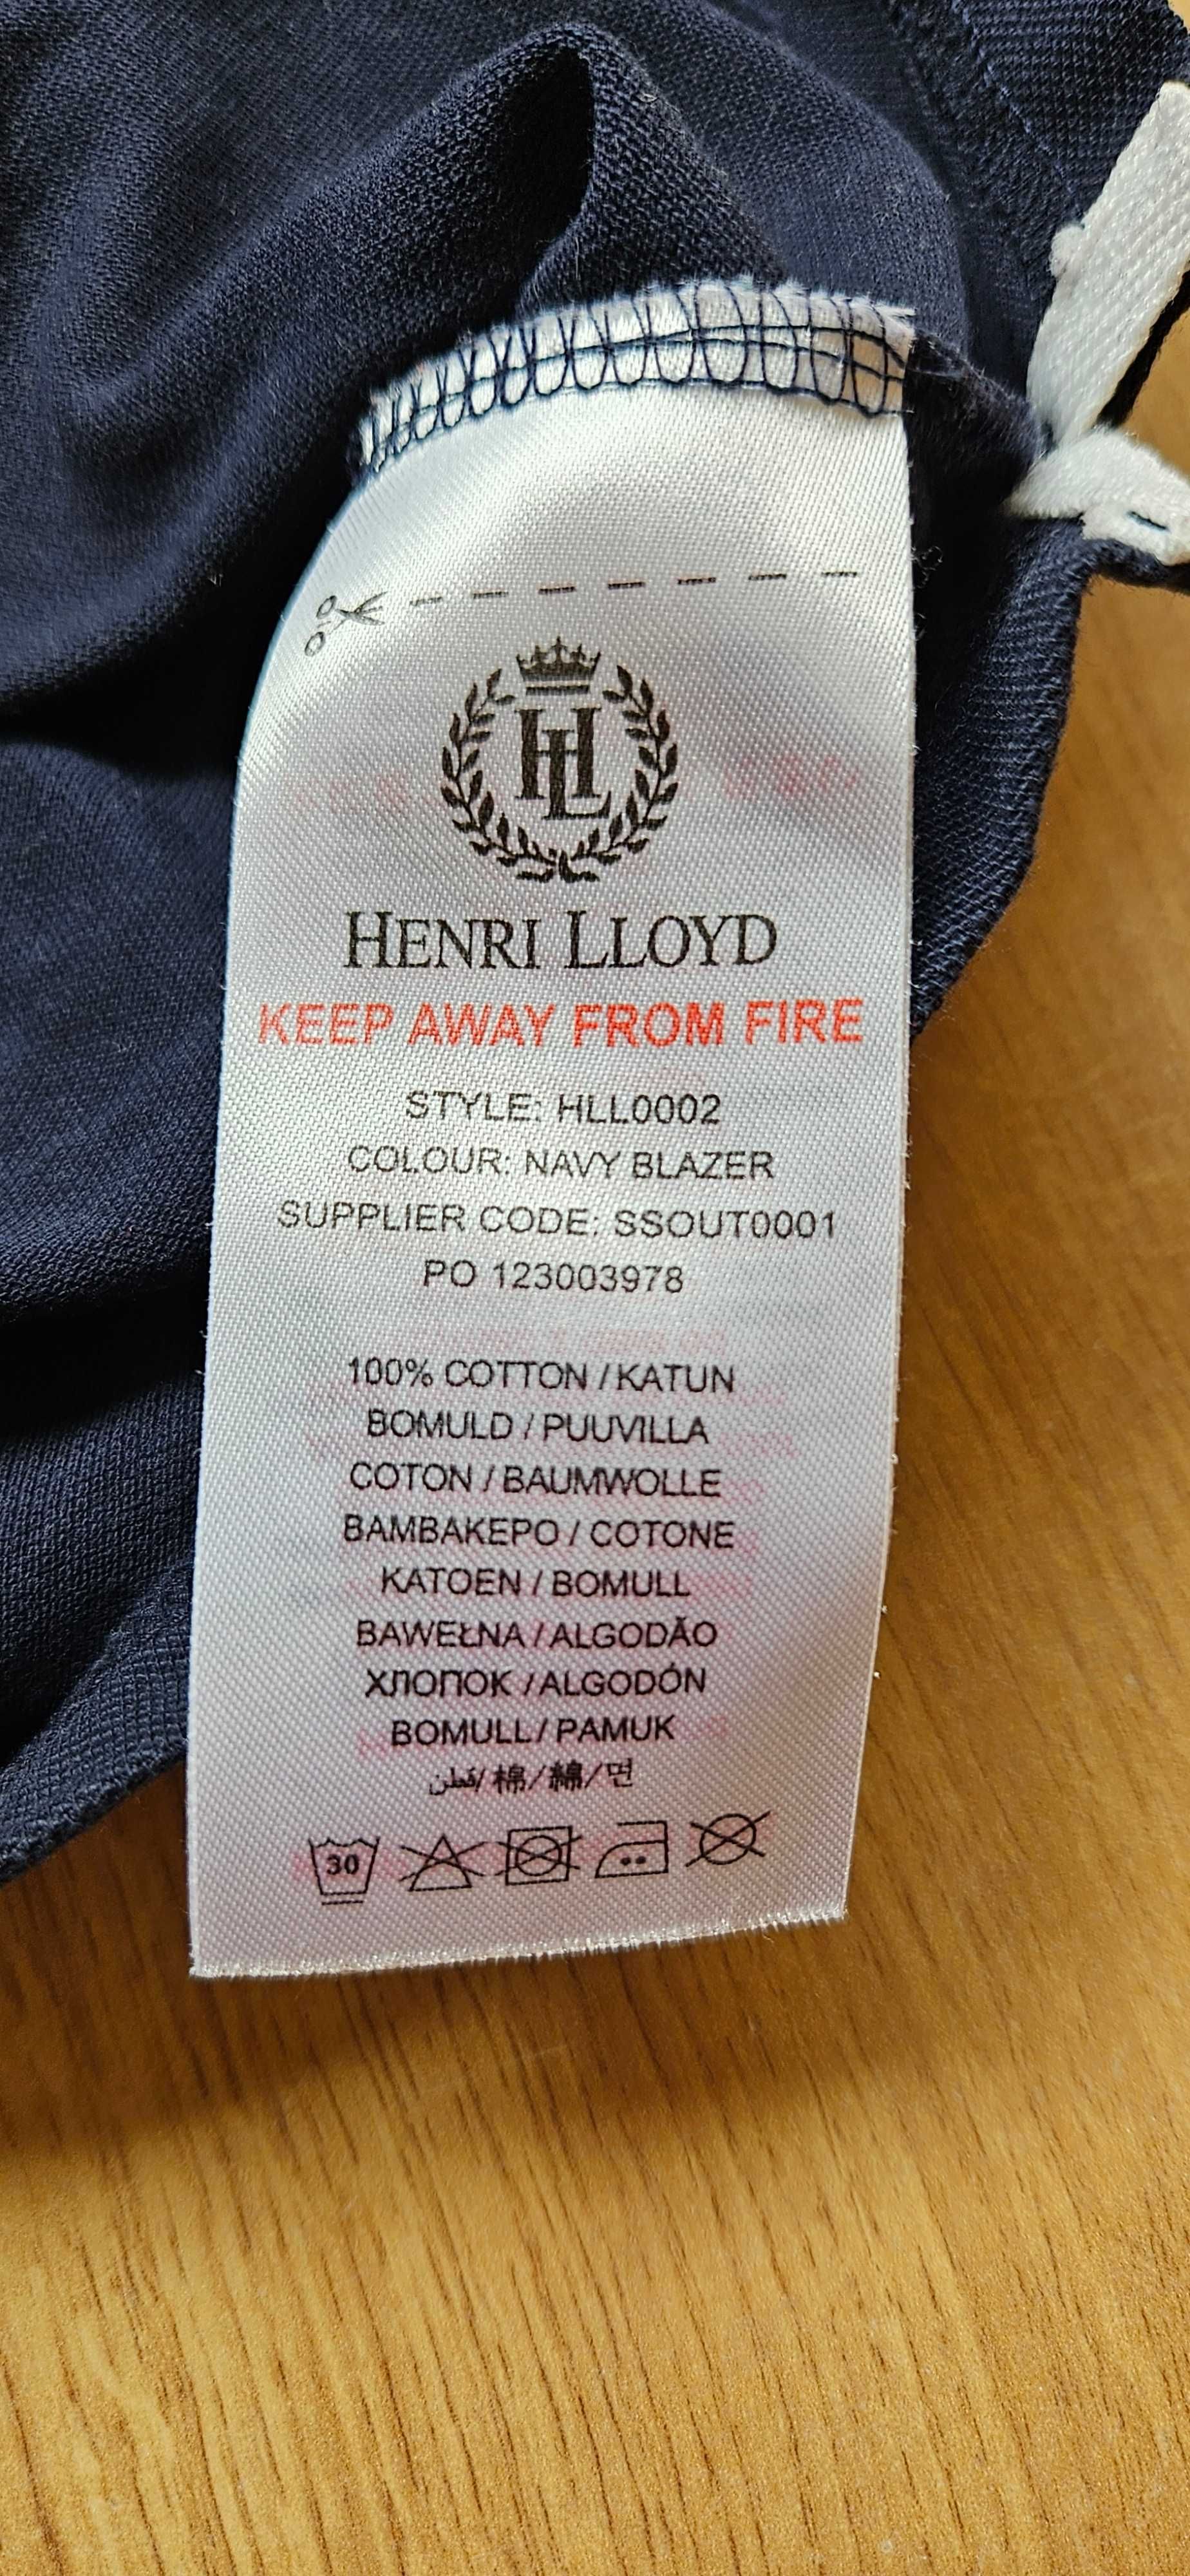 HL
HENRI LLOYD
KEEP AWAY FROM FIRE
STYLE: HLL0002
COLOUR: NAVY BLAZER
SUPPLIER CODE: SSOUT0001
PO 123003978
100% COTTON / KATUN
BOMULD / PUUVILLA
COTON / BAUMWOLLE
ΒΑΜΒΑΚΕΡΟ / COTONE
KATOEN / BOMULL
BAWEŁNA / ALGODÃO
ХЛОПОК / ALGODÓN
BOMULL / PAMUK
قطن/棉/綿/면
30